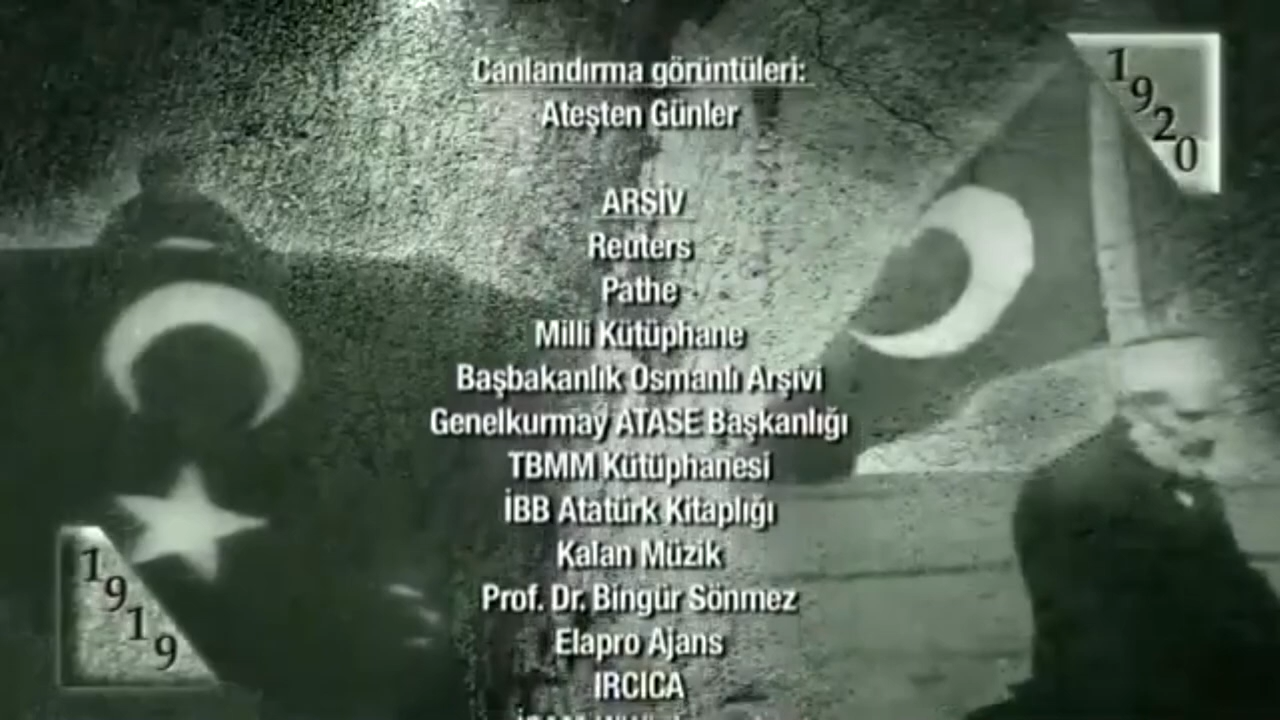 Canlandırma görüntüleri:
Ateşten Günler
ARŞİV
Reuters
Pathe
Milli Kütüphane
Başbakanlık Osmanlı Arşivi
Genelkurmay ATASE Başkanlığı
TBMM Kütüphanesi
İBB Atatürk Kitaplığı
Kalan Müzik
Prof. Dr. Bingür Sönmez
Elapro Ajans
IRCICA
1920
1919